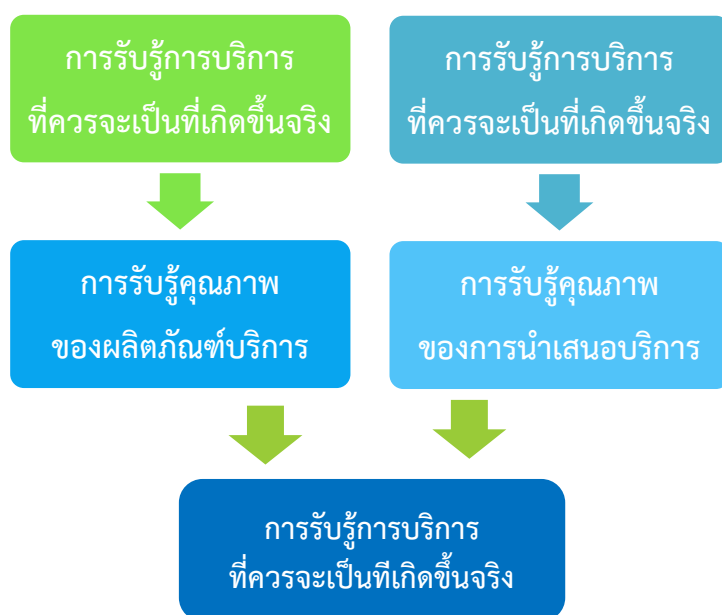 การรับรู้การบริการ
ที่ควรจะเป็นที่เกิดขึ้นจริง
การรับรู้การบริการ
ที่ควรจะเป็นที่เกิดขึ้นจริง
การรับรู้คุณภาพ
ของผลิตภัณฑ์บริการ
การรับรู้คุณภาพ
ของการนำเสนอบริการ
การรับรู้การบริการ
ที่ควรจะเป็นทีเกิดขึ้นจริง